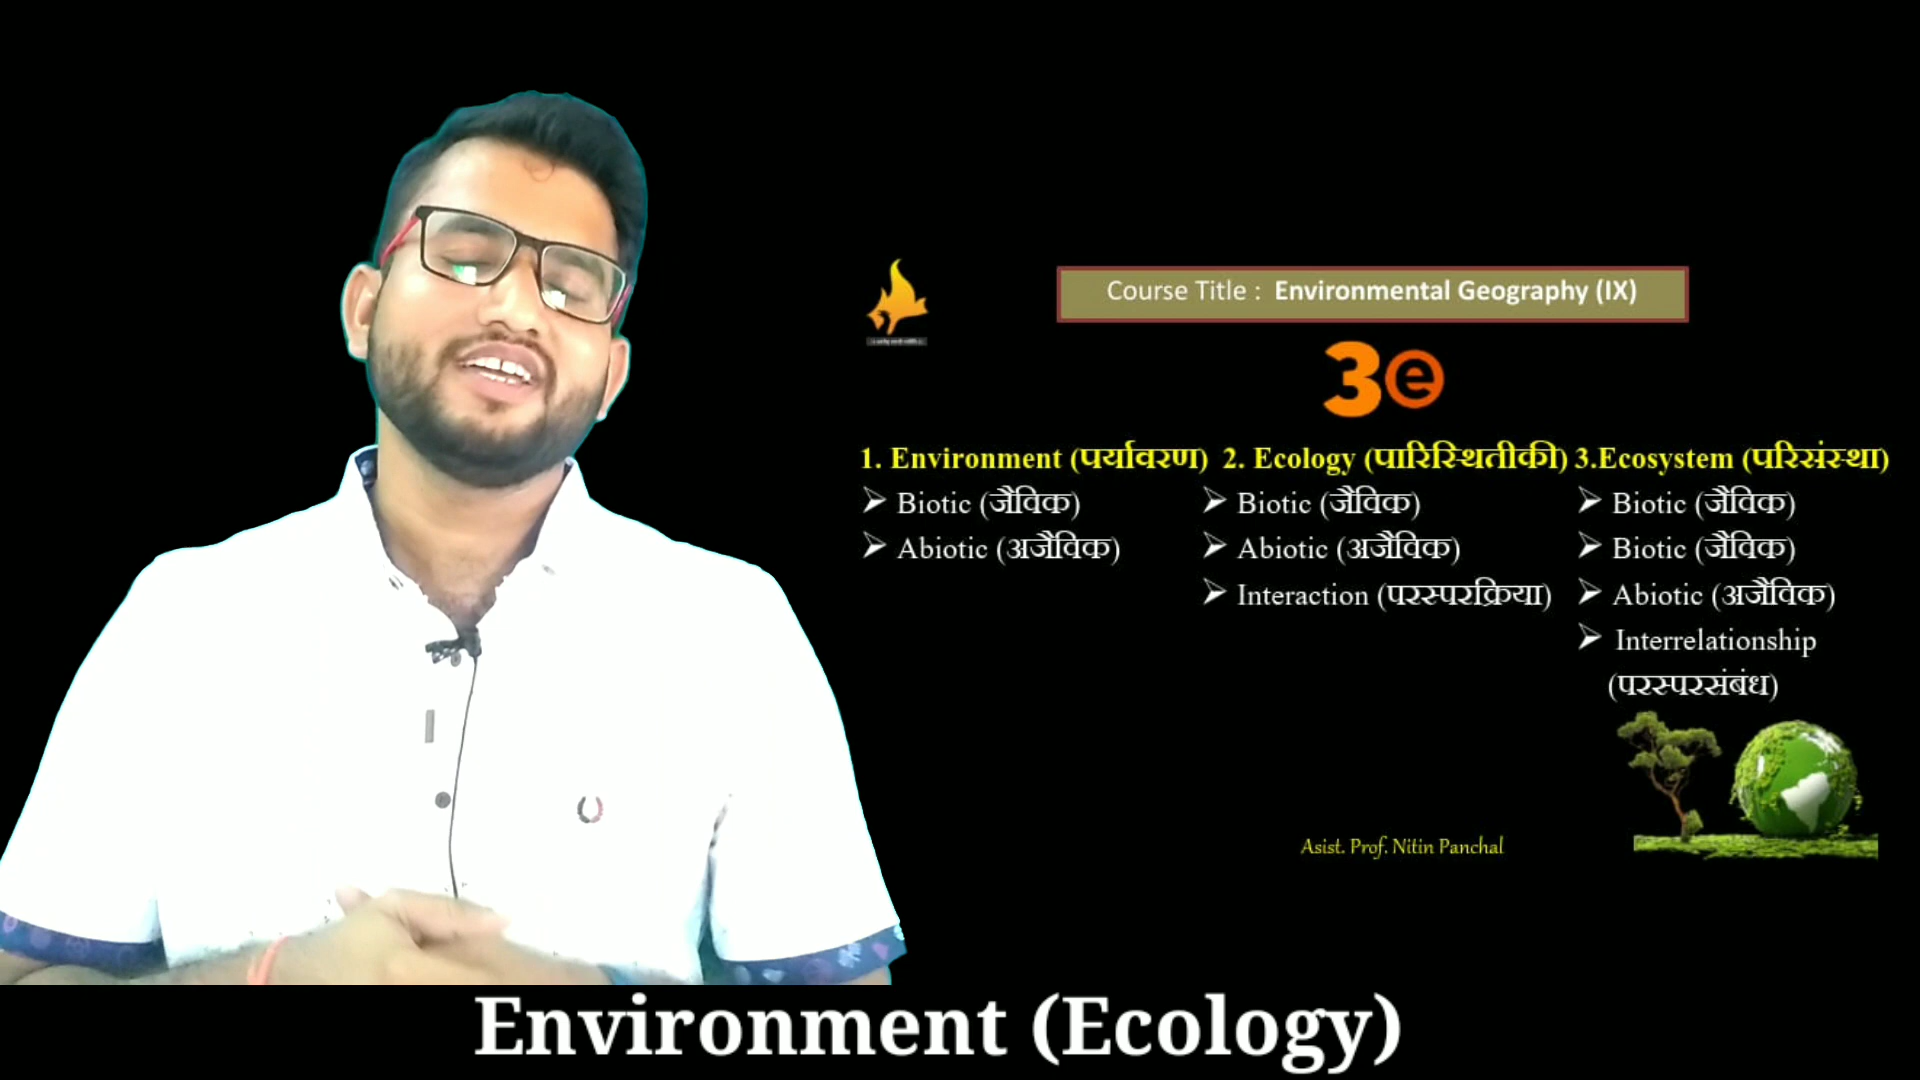 Course Title : Environmental Geography (IX)
3e
1. Environment (पर्यावरण) 2. Ecology (पारिस्थितीकी) 3.Ecosystem (परिसंस्था)
➢ Biotic (जैविक) ➢ Biotic (जैविक) ➢ Biotic (जैविक)
➢ Abiotic (अजैविक) ➢ Abiotic (अजैविक) ➢ Biotic (जैविक)
➢ Interaction (परस्परक्रिया) ➢ Abiotic (अजैविक)
➢ Interrelationship
(परस्परसंबंध)
Asist. Prof. Nitin Panchal
Environment (Ecology)